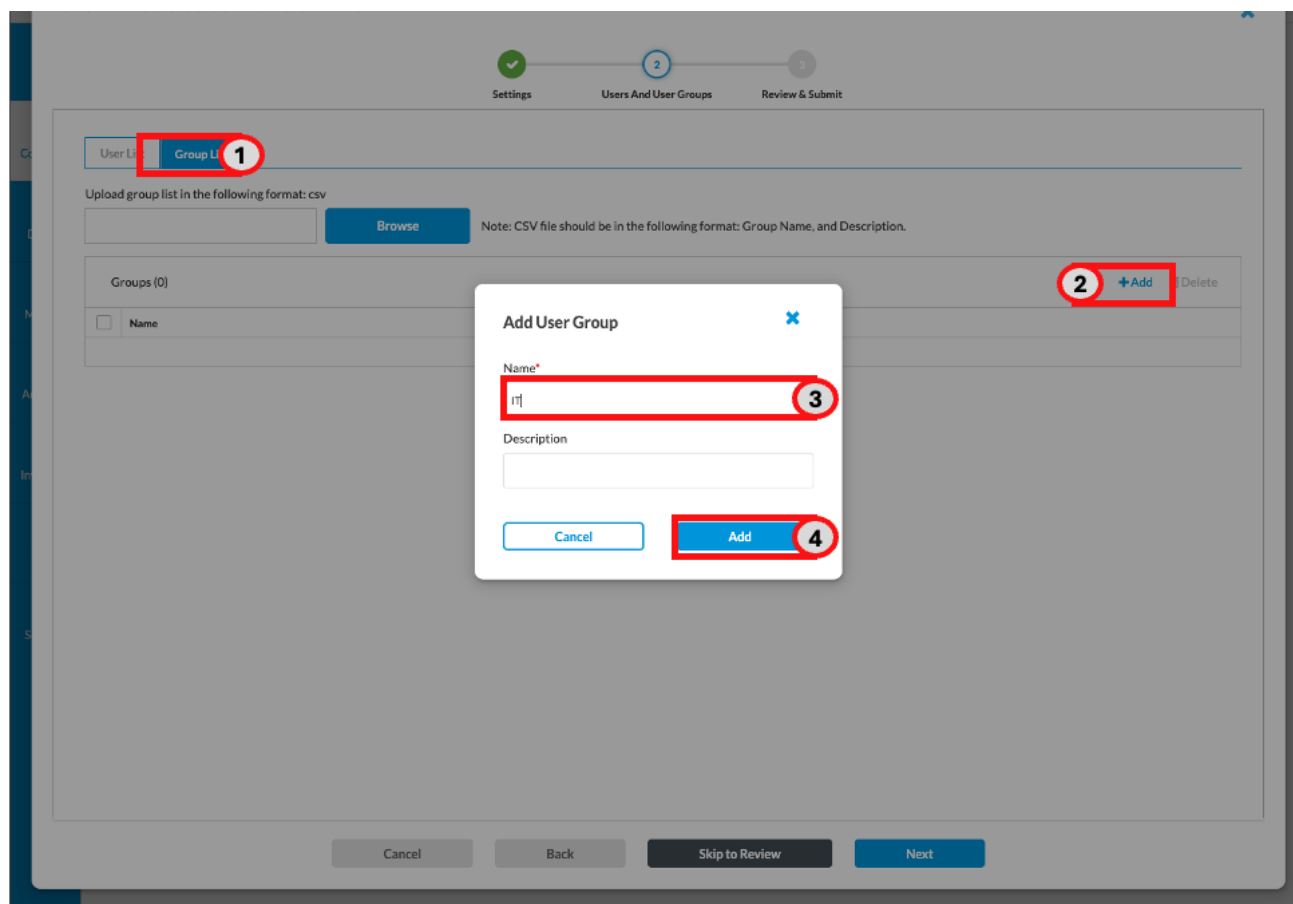 2 3
Settings Users And User Groups Review & Submit
User Li Group Li 1
Upload group list in the following format: csv
Browse Note: CSV file should be in the following format: Group Name, and Description.
Groups (0) 2 +Add Delete
Name
Add User Group
Name*
IT 3
Description
Cancel Add 4
Cancel Back Skip to Review Next